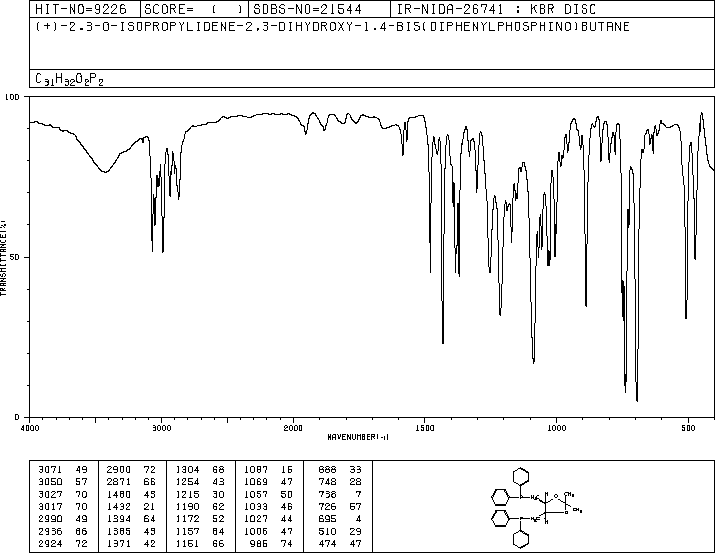 HIT-NO=9226 SCORE= ( ) SDBS-NO=21544 IR-NIDA-26741 : KBR DISC
(+)-2,3-O-ISOPROPYLIDENE-2,3-DIHYDROXY-1,4-BIS(DIPHENYLPHOSPHINO)BUTANE
C31H32O2P2
100
50
0
TRANSMITTANCE(%)
4000 3000 2000 1500 1000 500
WAVENUMBER(-1)
3071 49 2900 72 1304 68 1087 16 888 33
3050 57 2871 66 1254 43 1069 47 748 28
3027 70 1480 45 1215 30 1057 50 738 7
3017 70 1432 21 1190 62 1033 46 726 57
2990 49 1394 64 1172 52 1027 44 695 4
2936 66 1385 49 1157 64 1006 47 510 29
2924 72 1371 42 1151 66 986 74 474 47